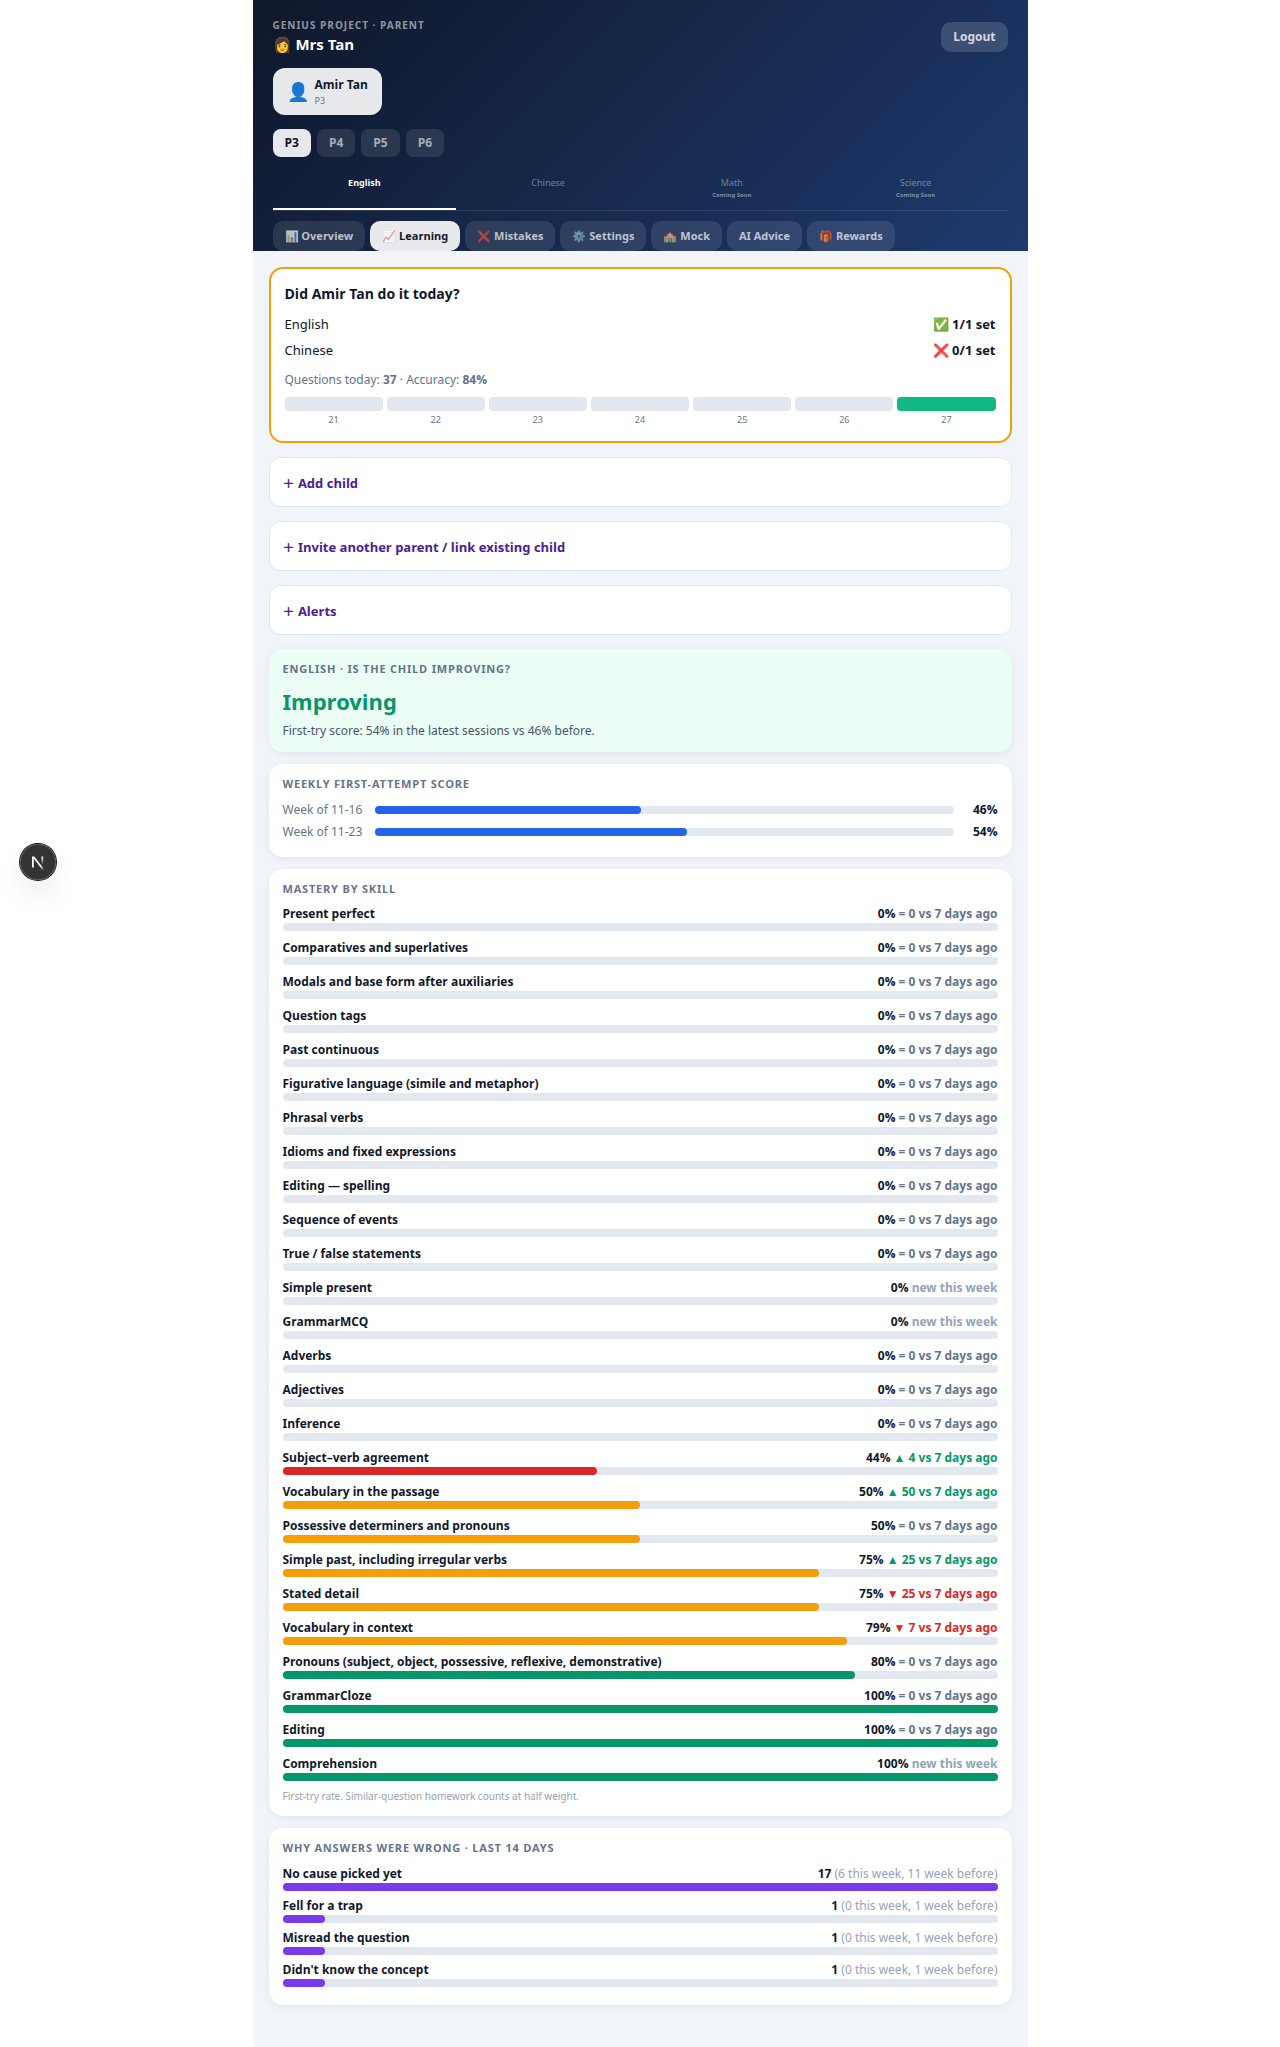 GENIUS PROJECT · PARENT
👩 Mrs Tan
Logout
Amir Tan
P3
P3 P4 P5 P6
English Chinese Math Science
Coming Soon Coming Soon
📊 Overview 📈 Learning ❌ Mistakes ⚙️ Settings 🏫 Mock AI Advice 🎁 Rewards
Did Amir Tan do it today?
English ✅ 1/1 set
Chinese ❌ 0/1 set
Questions today: 37 · Accuracy: 84%
21 22 23 24 25 26 27
+ Add child
+ Invite another parent / link existing child
+ Alerts
ENGLISH · IS THE CHILD IMPROVING?
Improving
First-try score: 54% in the latest sessions vs 46% before.
WEEKLY FIRST-ATTEMPT SCORE
Week of 11-16 46%
Week of 11-23 54%
N
MASTERY BY SKILL
Present perfect 0% = 0 vs 7 days ago
Comparatives and superlatives 0% = 0 vs 7 days ago
Modals and base form after auxiliaries 0% = 0 vs 7 days ago
Question tags 0% = 0 vs 7 days ago
Past continuous 0% = 0 vs 7 days ago
Figurative language (simile and metaphor) 0% = 0 vs 7 days ago
Phrasal verbs 0% = 0 vs 7 days ago
Idioms and fixed expressions 0% = 0 vs 7 days ago
Editing — spelling 0% = 0 vs 7 days ago
Sequence of events 0% = 0 vs 7 days ago
True / false statements 0% = 0 vs 7 days ago
Simple present 0% new this week
GrammarMCQ 0% new this week
Adverbs 0% = 0 vs 7 days ago
Adjectives 0% = 0 vs 7 days ago
Inference 0% = 0 vs 7 days ago
Subject–verb agreement 44% ▲ 4 vs 7 days ago
Vocabulary in the passage 50% ▲ 50 vs 7 days ago
Possessive determiners and pronouns 50% = 0 vs 7 days ago
Simple past, including irregular verbs 75% ▲ 25 vs 7 days ago
Stated detail 75% ▼ 25 vs 7 days ago
Vocabulary in context 79% ▼ 7 vs 7 days ago
Pronouns (subject, object, possessive, reflexive, demonstrative) 80% = 0 vs 7 days ago
GrammarCloze 100% = 0 vs 7 days ago
Editing 100% = 0 vs 7 days ago
Comprehension 100% new this week
First-try rate. Similar-question homework counts at half weight.
WHY ANSWERS WERE WRONG · LAST 14 DAYS
No cause picked yet 17 (6 this week, 11 week before)
Fell for a trap 1 (0 this week, 1 week before)
Misread the question 1 (0 this week, 1 week before)
Didn't know the concept 1 (0 this week, 1 week before)